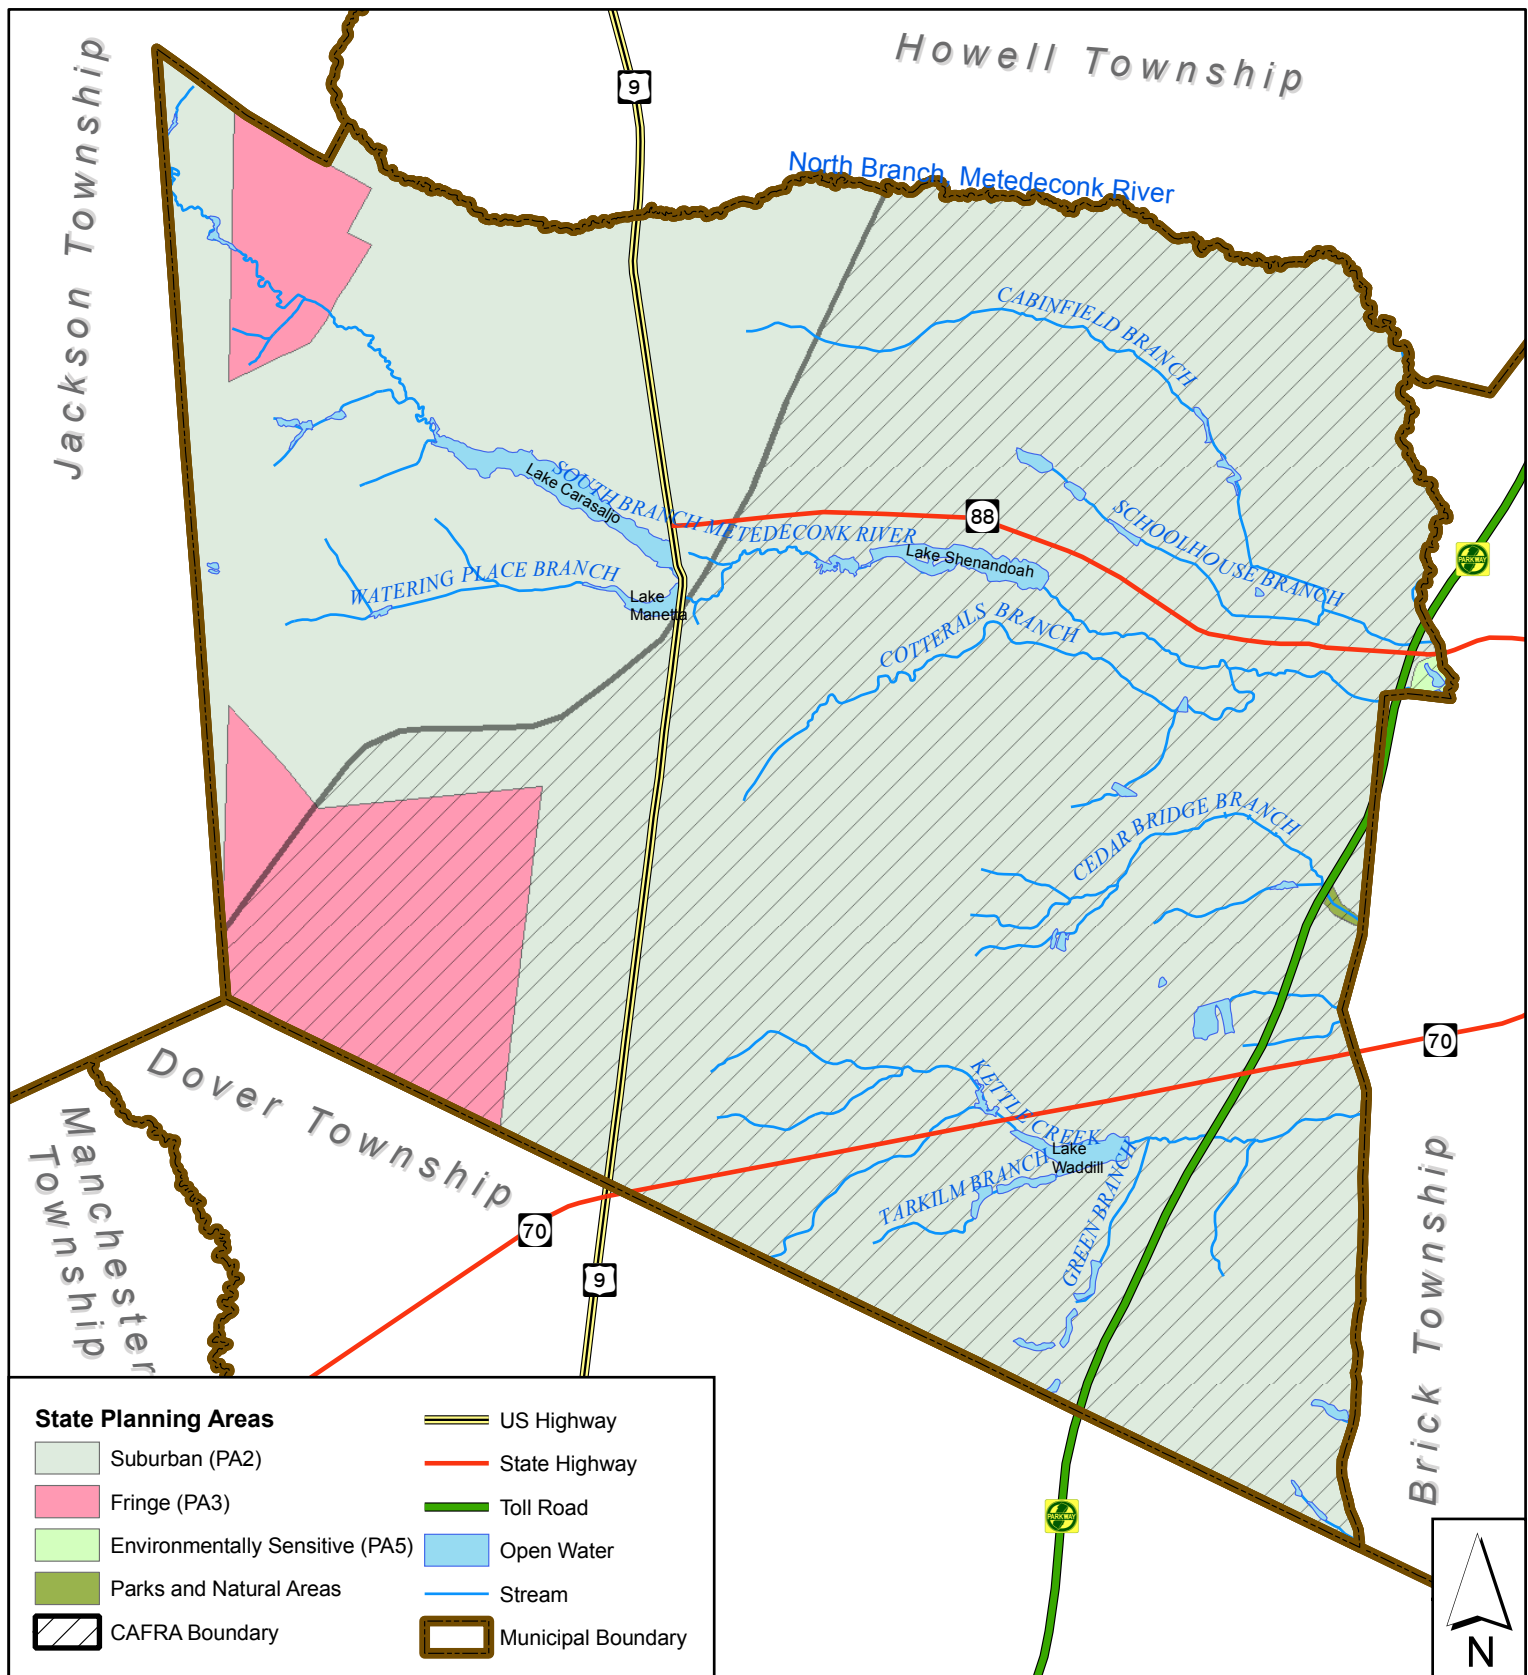 Howell Township
Jackson Township
9
North Branch, Metedeconk River
CABINFIELD BRANCH
SOUTH BRANCH METEDECONK RIVER
Lake Carasaljo
88
SCHOOLHOUSE BRANCH
PARKWAY
Lake Shenandoah
WATERING PLACE BRANCH
Lake
Manetta
COTTERALS BRANCH
CEDAR BRIDGE BRANCH
70
KETTLE CREEK
Lake
Waddill
TARKILM BRANCH
GREEN BRANCH
Dover Township
Manchester
Township
70
9
Brick Township
PARKWAY
State Planning Areas
Suburban (PA2)
Fringe (PA3)
Environmentally Sensitive (PA5)
Parks and Natural Areas
CAFRA Boundary
US Highway
State Highway
Toll Road
Open Water
Stream
Municipal Boundary
N